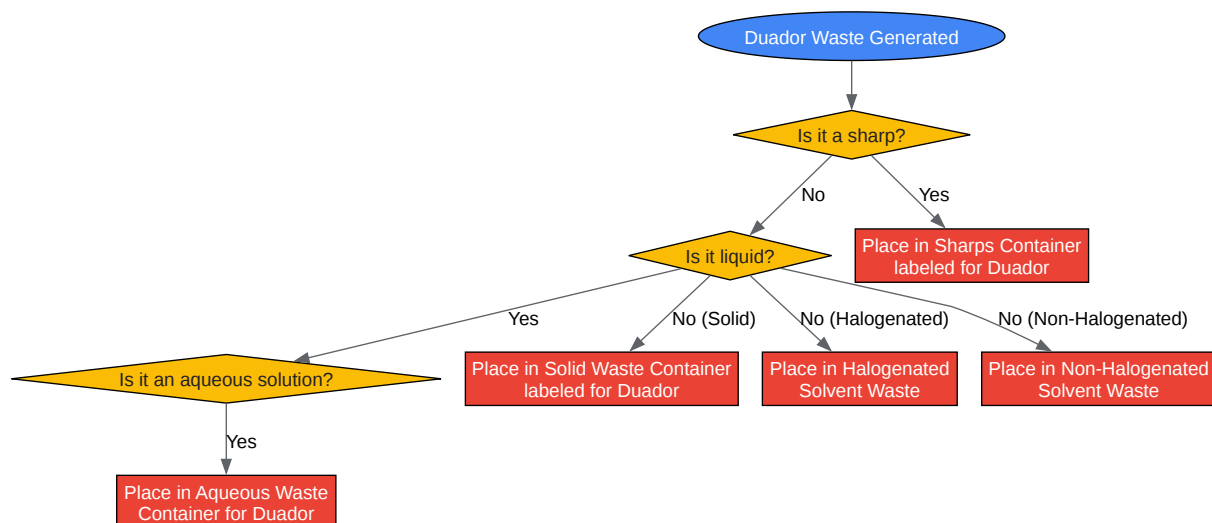 Duador Waste Generated
Is it a sharp?
No
Yes
Is it liquid?
Place in Sharps Container
labeled for Duador
Yes
No (Solid)
No (Halogenated)
No (Non-Halogenated)
Is it an aqueous solution?
Place in Solid Waste Container
labeled for Duador
Place in Halogenated
Solvent Waste
Place in Non-Halogenated
Solvent Waste
Yes
Place in Aqueous Waste
Container for Duador